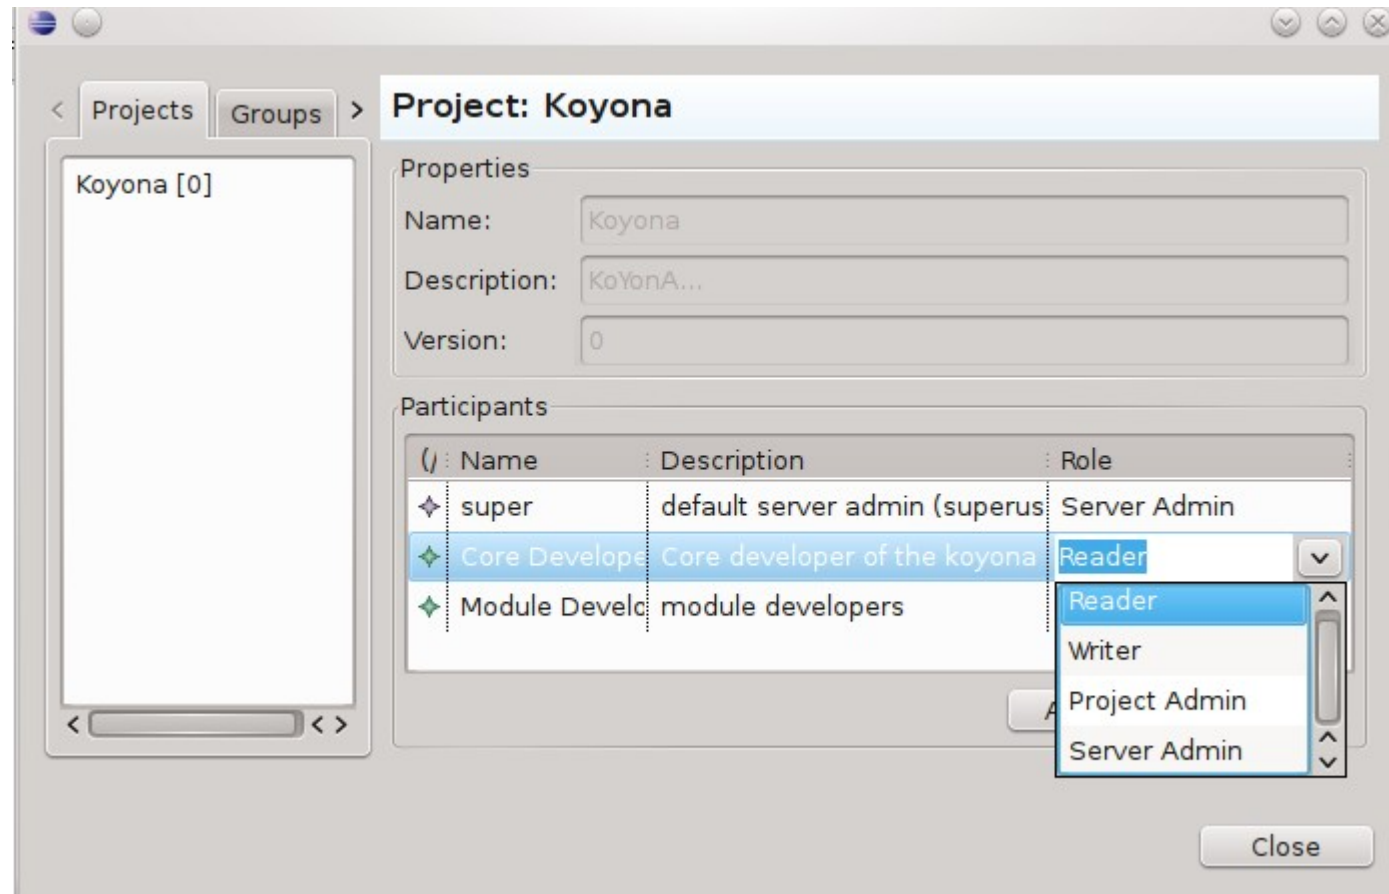 Projects Groups
Koyona [0]
Project: Koyona
Properties
Name: Koyona
Description: KoYonA...
Version: 0
Participants
(/ Name Description Role
super default server admin (superus Server Admin
Core Develope Core developer of the koyona Reader
Module Develo module developers
Reader
Writer
Project Admin
Server Admin
A
Close